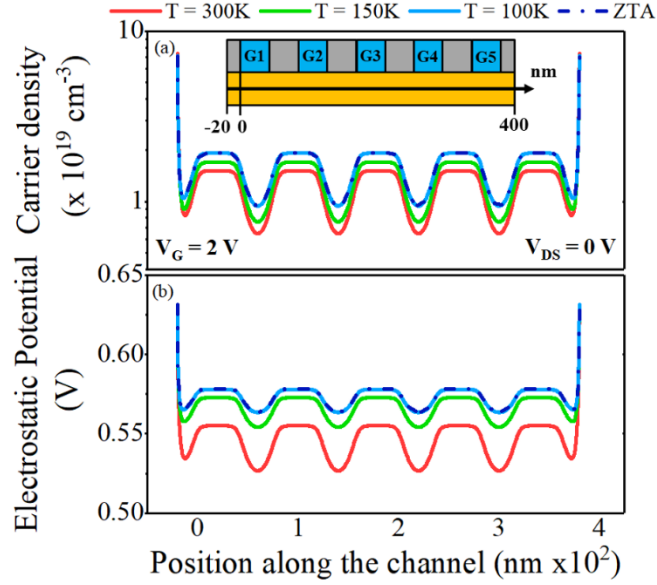 T = 300K T = 150K T = 100K ZTA
10
(a)
G1 G2 G3 G4 G5
nm
-20 0 400
Carrier density
(x 10^19 cm^-3)
1
V_G = 2 V V_DS = 0 V
0.65
(b)
Electrostatic Potential
(V)
0.60
0.55
0.50
0 1 2 3 4
Position along the channel (nm x10^2)